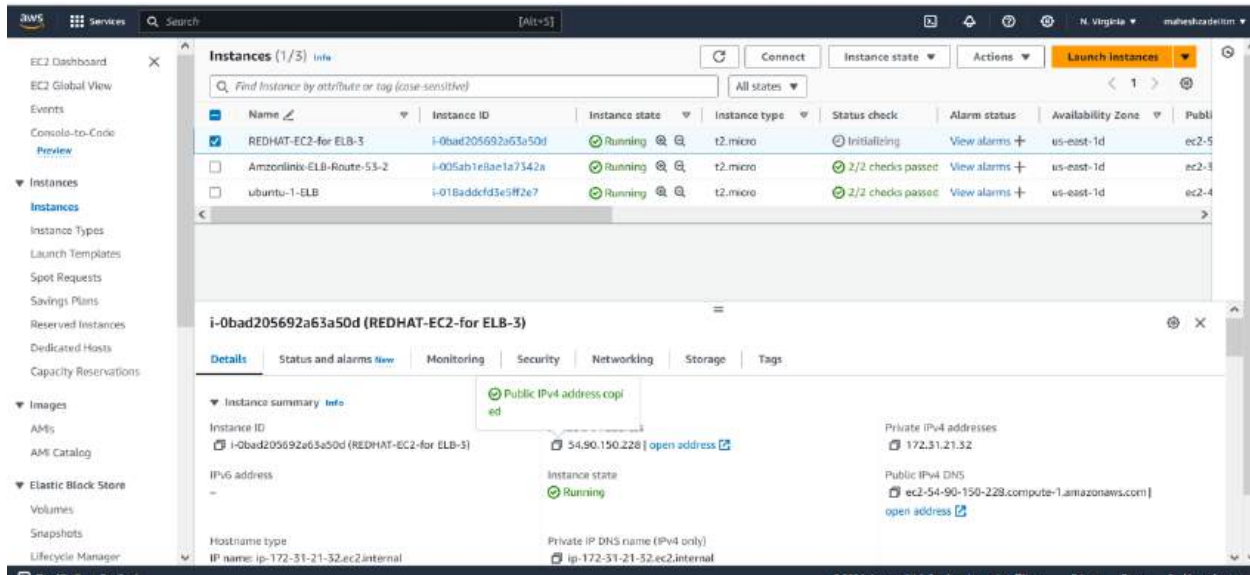 aws Services Search [Alt+S] N. Virginia
EC2 Dashboard
EC2 Global View
Events
Console-to-Code
Preview
Instances
Instances
Instance Types
Launch Templates
Spot Requests
Savings Plans
Reserved Instances
Dedicated Hosts
Capacity Reservations
Images
AMIs
AMI Catalog
Elastic Block Store
Volumes
Snapshots
Lifecycle Manager
Instances (1/3) Info Connect Instance state Actions Launch instances
Find Instance by attribute or tag (case-sensitive) All states 1
Name Instance ID Instance state Instance type Status check Alarm status Availability Zone Publi
REDHAT-EC2-for ELB-3 i-0bad205692a63a50d Running t2.micro Initializing View alarms + us-east-1d ec2-5
Amzonlinix-ELB-Route-53-2 i-005ab1e8ae1a7342a Running t2.micro 2/2 checks passed View alarms + us-east-1d ec2-3
ubuntu-1-ELB i-018addcfd3e5ff2e7 Running t2.micro 2/2 checks passed View alarms + us-east-1d ec2-4
i-0bad205692a63a50d (REDHAT-EC2-for ELB-3)
Details Status and alarms New Monitoring Security Networking Storage Tags
Public IPv4 address copi
ed
Instance summary Info
Instance ID Private IPv4 addresses
i-0bad205692a63a50d (REDHAT-EC2-for ELB-3) 54.90.150.228 | open address 172.31.21.32
IPv6 address Instance state Public IPv4 DNS
– Running ec2-54-90-150-228.compute-1.amazonaws.com |
open address
Hostname type Private IP DNS name (IPv4 only)
IP name: ip-172-31-21-32.ec2.internal ip-172-31-21-32.ec2.internal